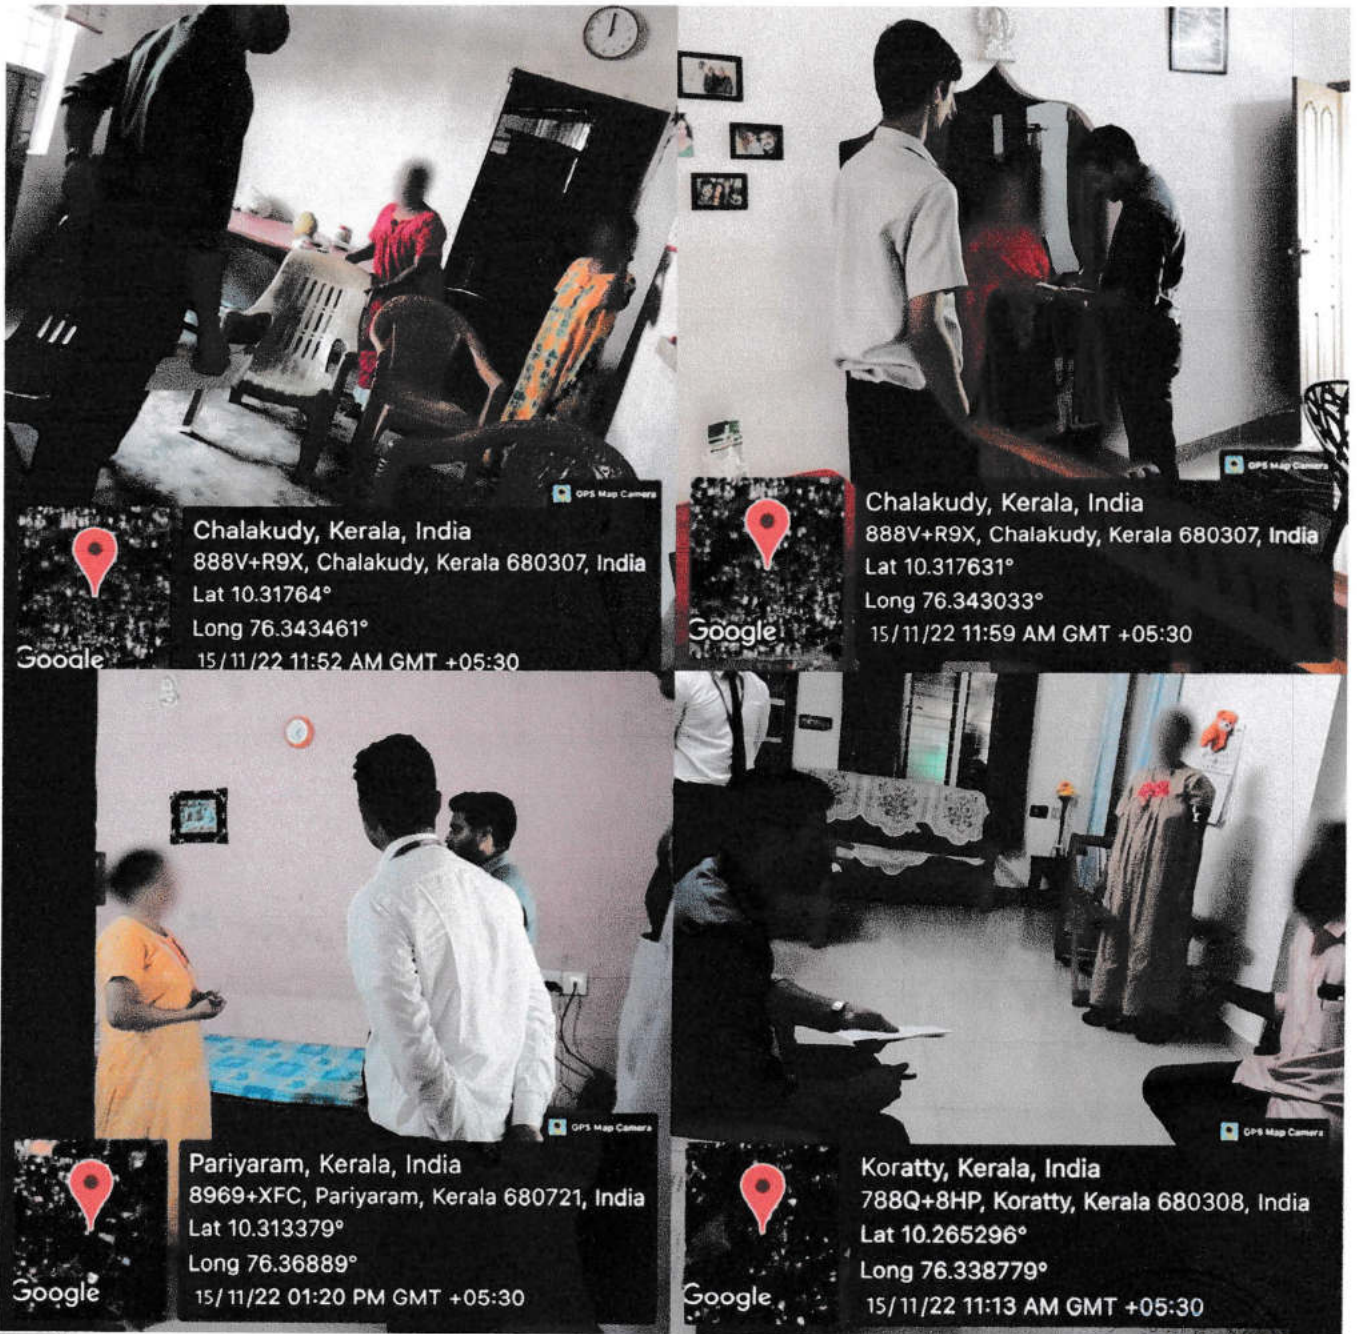 GPS Map Camera
Chalakudy, Kerala, India
888V+R9X, Chalakudy, Kerala 680307, India
Lat 10.31764°
Long 76.343461°
15/11/22 11:52 AM GMT +05:30
Google
GPS Map Camera
Chalakudy, Kerala, India
888V+R9X, Chalakudy, Kerala 680307, India
Lat 10.317631°
Long 76.343033°
15/11/22 11:59 AM GMT +05:30
Google
GPS Map Camera
Pariyaram, Kerala, India
8969+XFC, Pariyaram, Kerala 680721, India
Lat 10.313379°
Long 76.36889°
15/11/22 01:20 PM GMT +05:30
Google
GPS Map Camera
Koratty, Kerala, India
788Q+8HP, Koratty, Kerala 680308, India
Lat 10.265296°
Long 76.338779°
15/11/22 11:13 AM GMT +05:30
Google